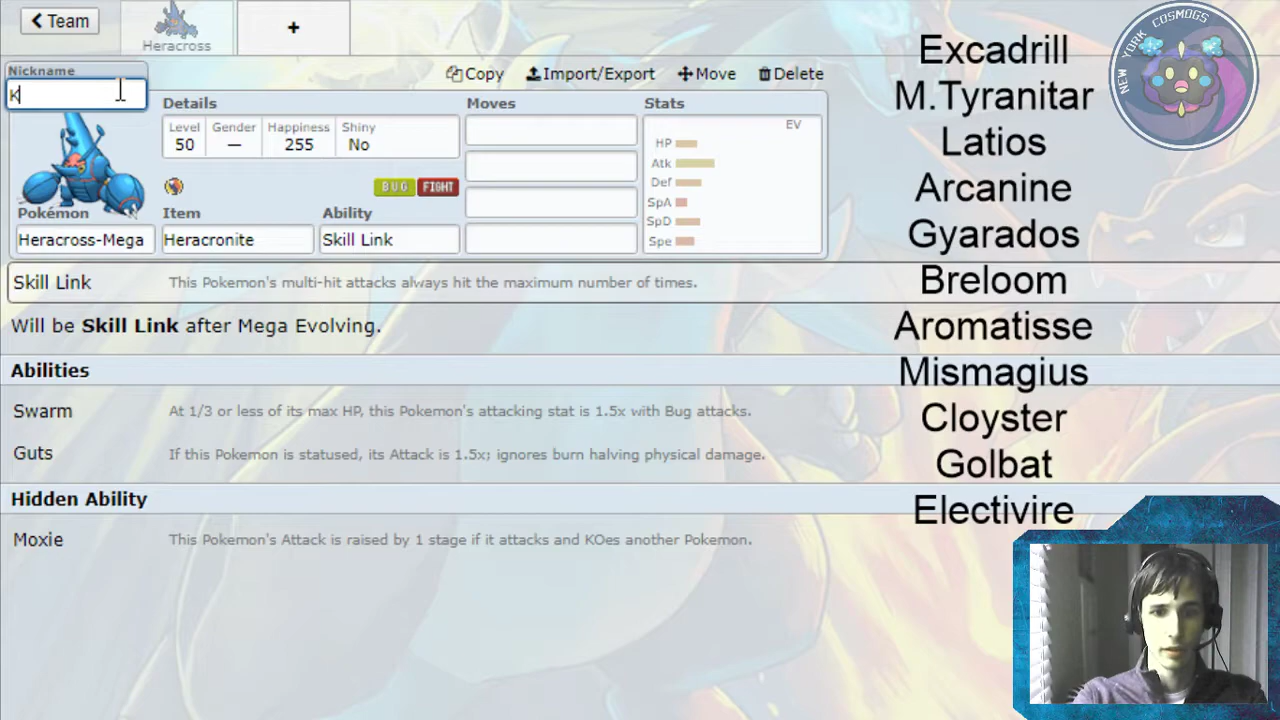 Team
Heracross
+
Nickname
K
Copy
Import/Export
Move
Delete
Details
Moves
Stats
Level
Gender
Happiness
Shiny
50
—
255
No
EV
HP
Atk
Def
SpA
SpD
Spe
BUG
FIGHT
Pokémon
Item
Ability
Heracross-Mega
Heracronite
Skill Link
Skill Link
This Pokemon's multi-hit attacks always hit the maximum number of times.
Will be Skill Link after Mega Evolving.
Abilities
Swarm
At 1/3 or less of its max HP, this Pokemon's attacking stat is 1.5x with Bug attacks.
Guts
If this Pokemon is statused, its Attack is 1.5x; ignores burn halving physical damage.
Hidden Ability
Moxie
This Pokemon's Attack is raised by 1 stage if it attacks and KOes another Pokemon.
Excadrill
M.Tyranitar
Latios
Arcanine
Gyarados
Breloom
Aromatisse
Mismagius
Cloyster
Golbat
Electivire
NEW YORK COSMOGS